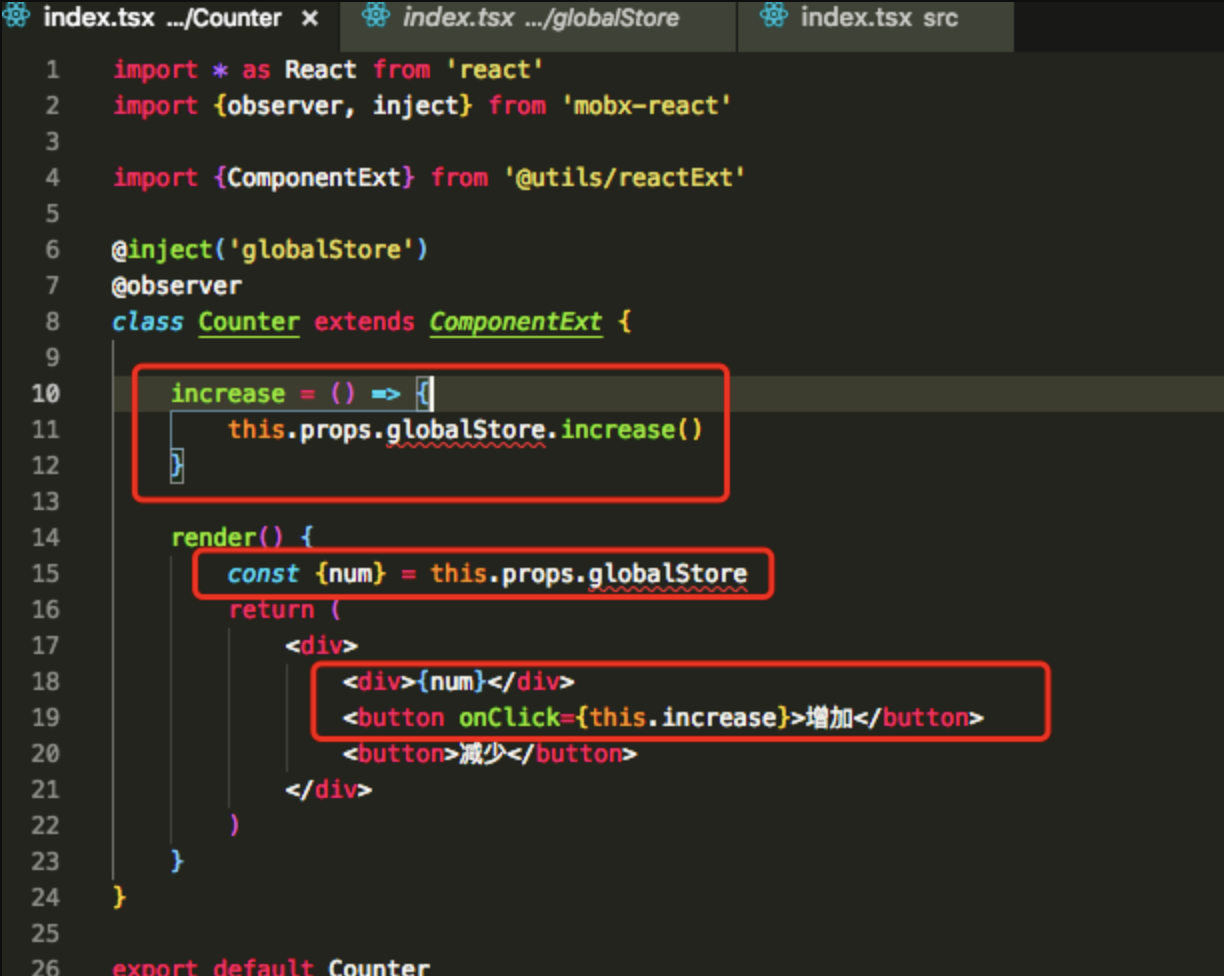 index.tsx .../Counter × index.tsx .../globalStore index.tsx src
1 import * as React from 'react'
2 import {observer, inject} from 'mobx-react'
3
4 import {ComponentExt} from '@utils/reactExt'
5
6 @inject('globalStore')
7 @observer
8 class Counter extends ComponentExt {
9
10 increase = () => {
11 this.props.globalStore.increase()
12 }
13
14 render() {
15 const {num} = this.props.globalStore
16 return (
17 <div>
18 <div>{num}</div>
19 <button onClick={this.increase}>增加</button>
20 <button>减少</button>
21 </div>
22 )
23 }
24 }
25
26 export default Counter